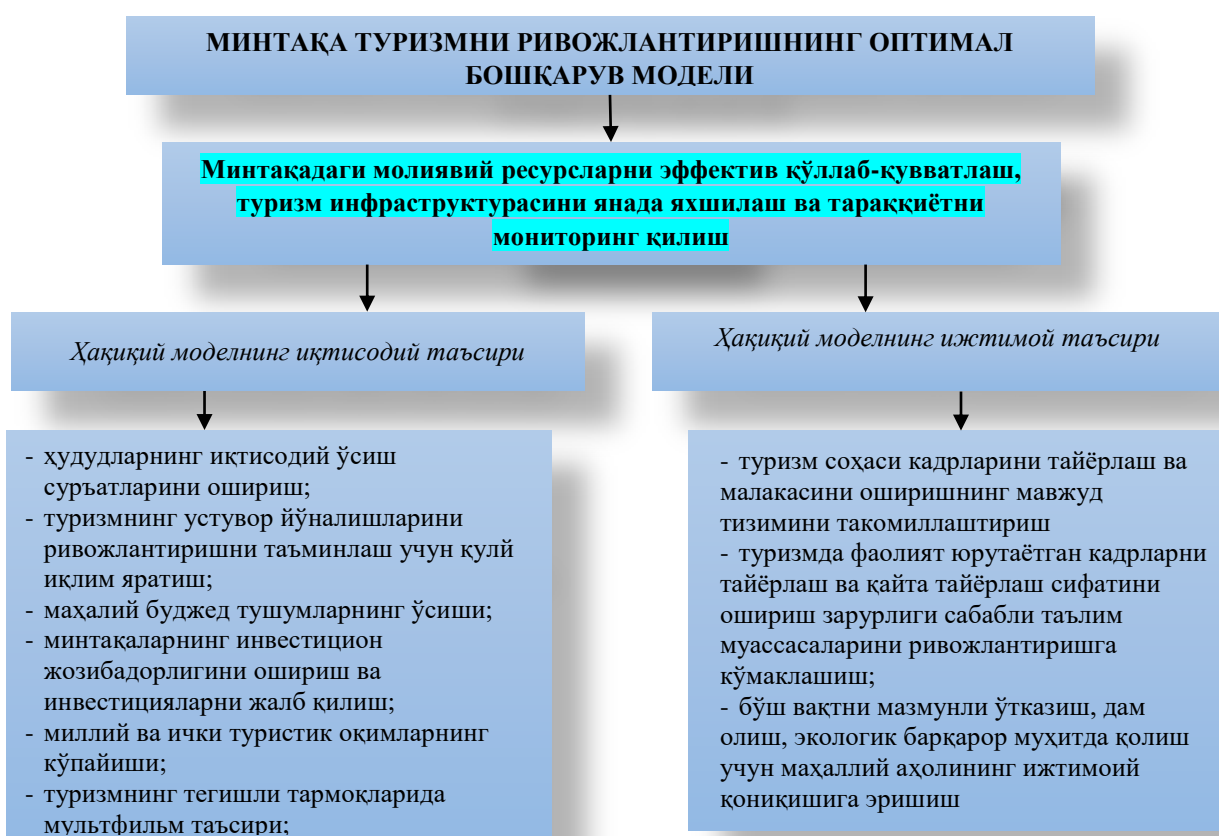 МИНТАҚА ТУРИЗМНИ РИВОЖЛАНТИРИШНИНГ ОПТИМАЛ
БОШҚАРУВ МОДЕЛИ
Минтақадаги молиявий ресурсларни эффектив қўллаб-қувватлаш,
туризм инфраструктурасини янада яхшилаш ва тараққиётни
мониторинг қилиш
Ҳақиқий моделнинг иқтисодий таъсири
Ҳақиқий моделнинг ижтимой таъсири
- ҳудудларнинг иқтисодий ўсиш
суръатларини ошириш;
- туризмнинг устувор йўналишларини
ривожлантиришни таъминлаш учун қулй
иқлим яратиш;
- маҳалий буджед тушумларнинг ўсиши;
- минтақаларнинг инвестицион
жозибадорлигини ошириш ва
инвестицияларни жалб қилиш;
- миллий ва ички туристик оқимларнинг
кўпайиши;
- туризмнинг тегишли тармоқларида
мультфильм таъсири;
- туризм соҳаси кадрларини тайёрлаш ва
малакасини оширишнинг мавжуд
тизимини такомиллаштириш
- туризмда фаолият юрутаётган кадрларни
тайёрлаш ва қайта тайёрлаш сифатини
ошириш зарурлиги сабабли таълим
муассасаларини ривожлантиришга
кўмаклашиш;
- бўш вақтни мазмунли ўтказиш, дам
олиш, экологик барқарор муҳитда қолиш
учун маҳаллий аҳолининг ижтимоий
қониқишига эришиш